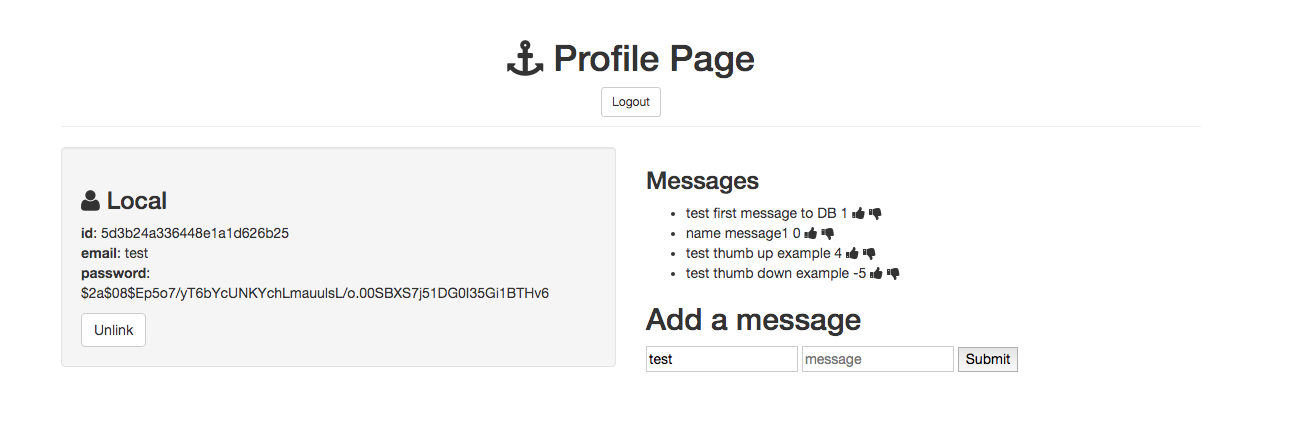 Profile Page
Logout
Local
id: 5d3b24a336448e1a1d626b25
email: test
password:
$2a$08$Ep5o7/yT6bYcUNKYchLmauulsL/o.00SBXS7j51DG0I35Gi1BTHv6
Unlink
Messages
test first message to DB 1
name message1 0
test thumb up example 4
test thumb down example -5
Add a message
test message Submit